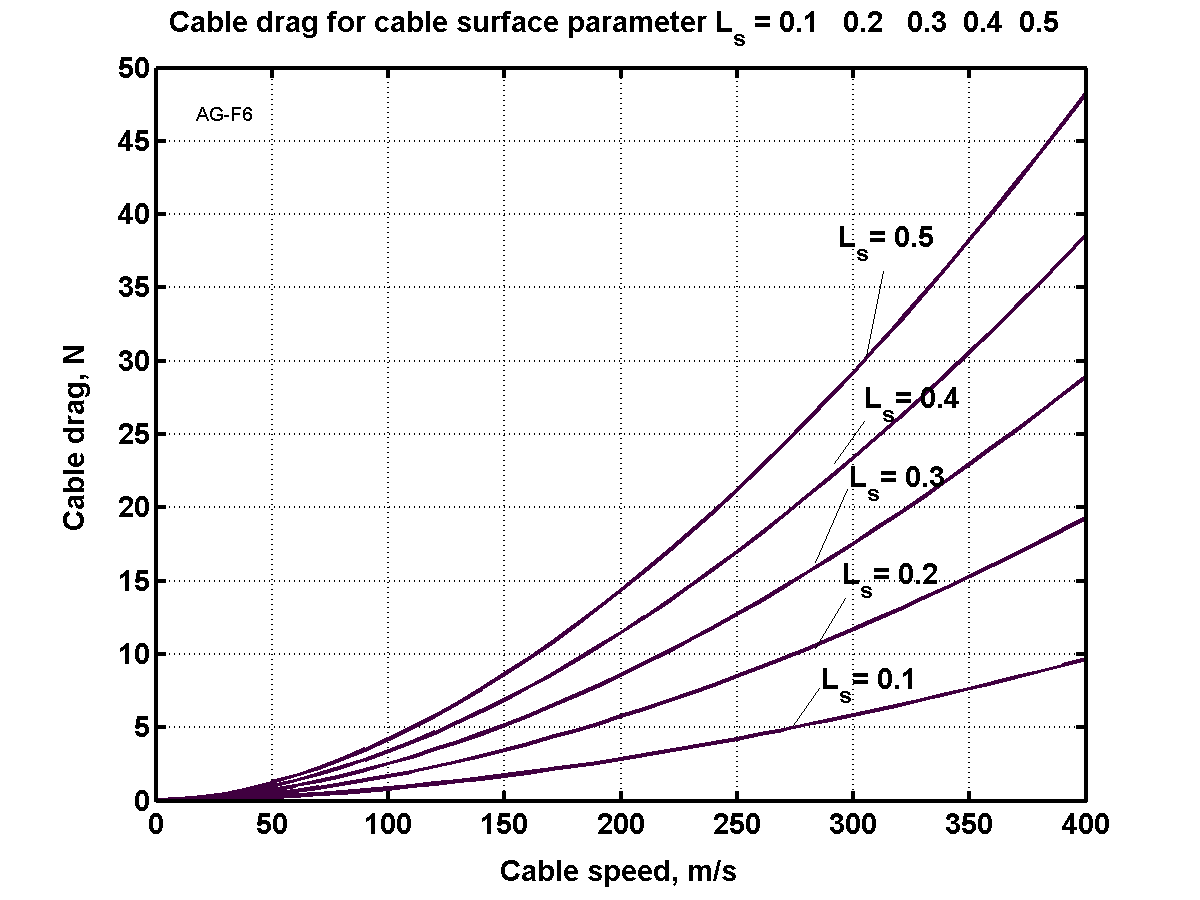 Cable drag for cable surface parameter Ls = 0.1 0.2 0.3 0.4 0.5
50
AG-F6
45
40
Ls= 0.5
35
30
Ls= 0.4
25
Ls= 0.3
20
Ls= 0.2
15
10
Ls= 0.1
5
0
Cable drag, N
0 50 100 150 200 250 300 350 400
Cable speed, m/s